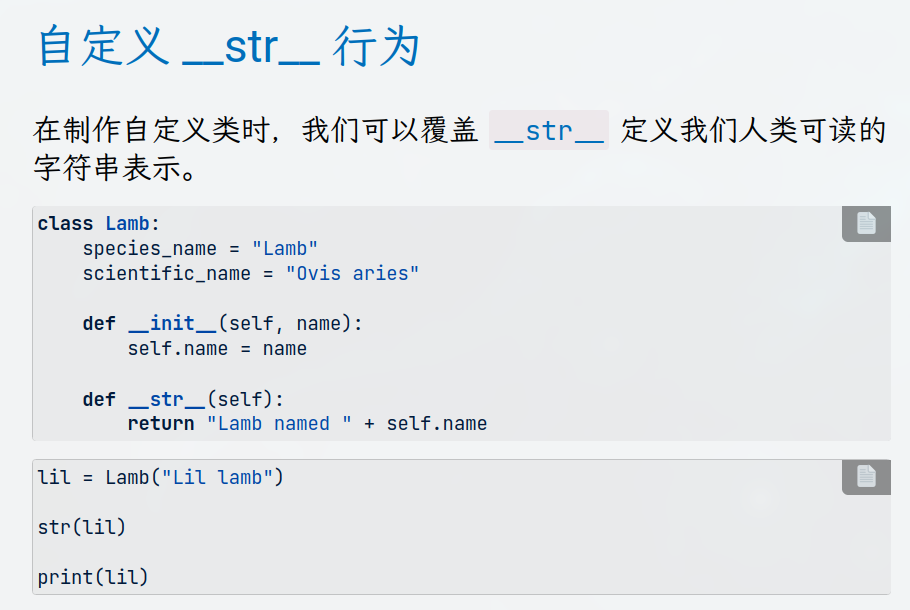 自定义 __str__ 行为
在制作自定义类时，我们可以覆盖 __str__ 定义我们人类可读的
字符串表示。
class Lamb:
    species_name = "Lamb"
    scientific_name = "Ovis aries"

    def __init__(self, name):
        self.name = name

    def __str__(self):
        return "Lamb named " + self.name

lil = Lamb("Lil lamb")

str(lil)

print(lil)